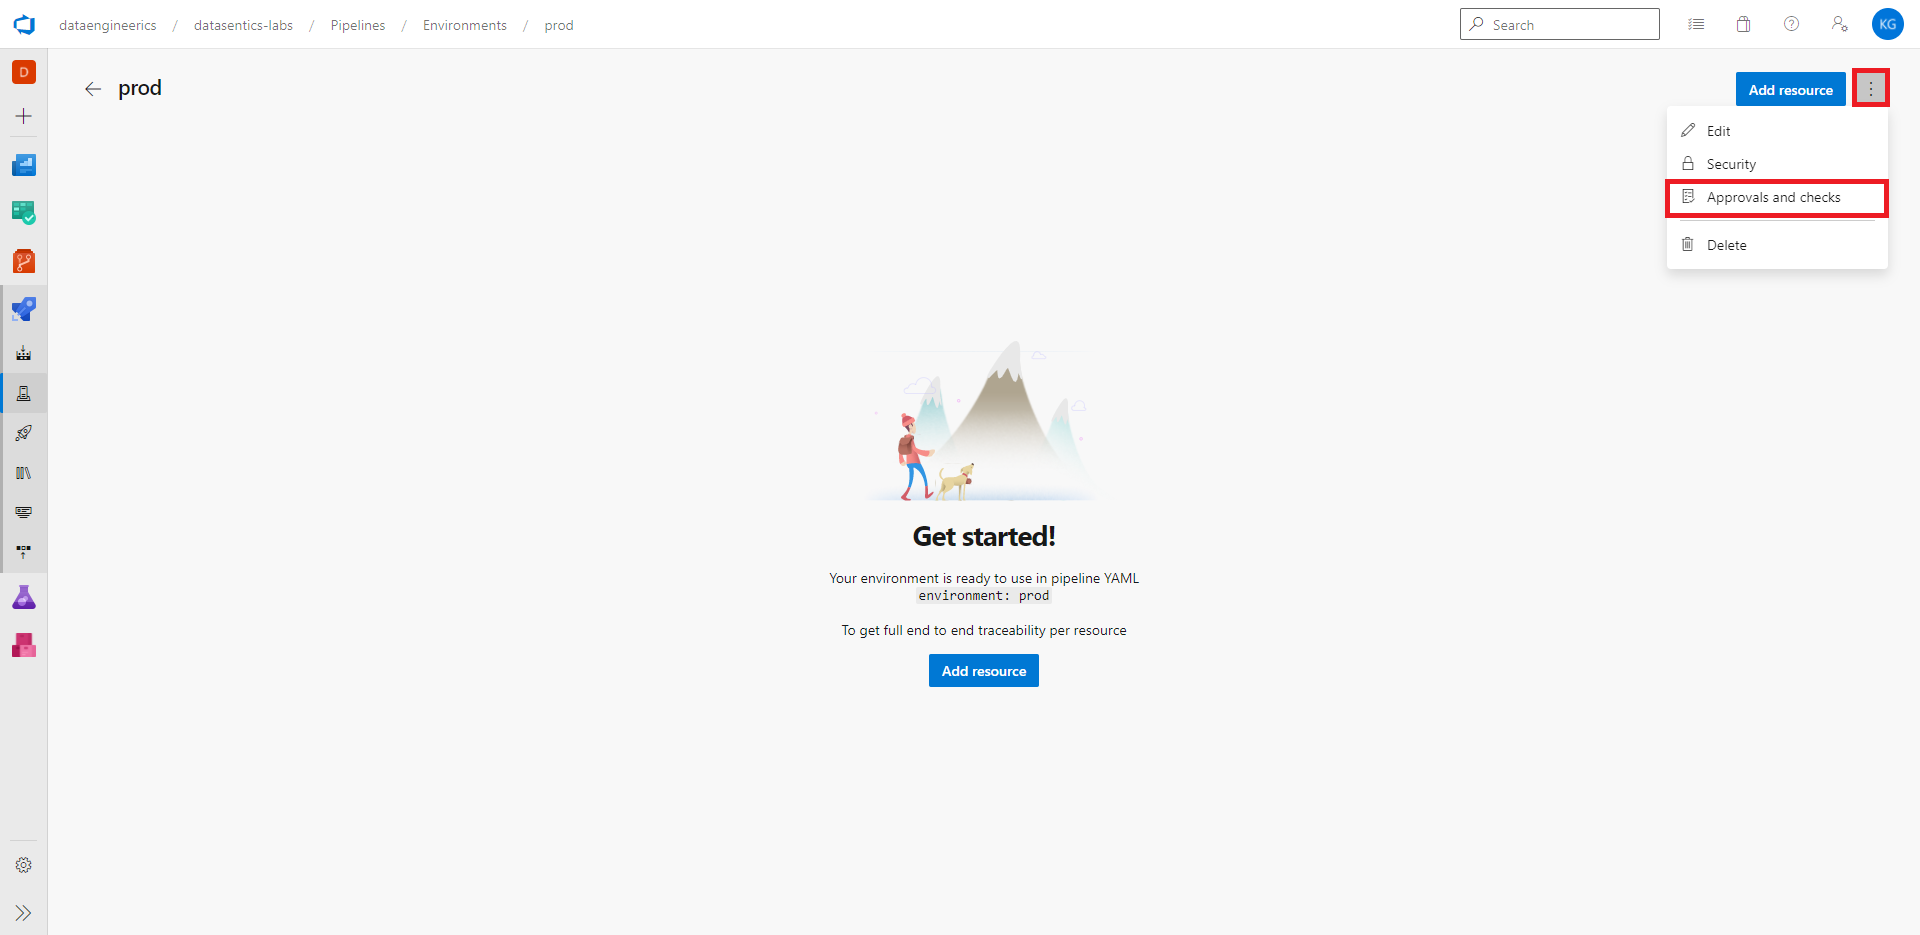 dataengineerics / datasentics-labs / Pipelines / Environments / prod
Search
KG
D
prod
Add resource
Edit
Security
Approvals and checks
Delete
Get started!
Your environment is ready to use in pipeline YAML
environment: prod
To get full end to end traceability per resource
Add resource